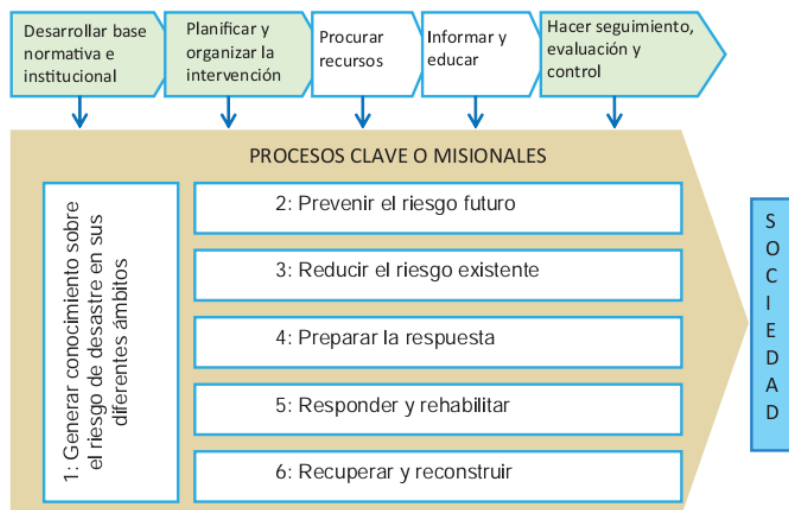 Desarrollar base
normativa e
institucional
Planificar y
organizar la
intervención
Procurar
recursos
Informar y
educar
Hacer seguimiento,
evaluación y
control
PROCESOS CLAVE O MISIONALES
1: Generar conocimiento sobre
el riesgo de desastre en sus
diferentes ámbitos
2: Prevenir el riesgo futuro
3: Reducir el riesgo existente
4: Preparar la respuesta
5: Responder y rehabilitar
6: Recuperar y reconstruir
SOCIEDAD